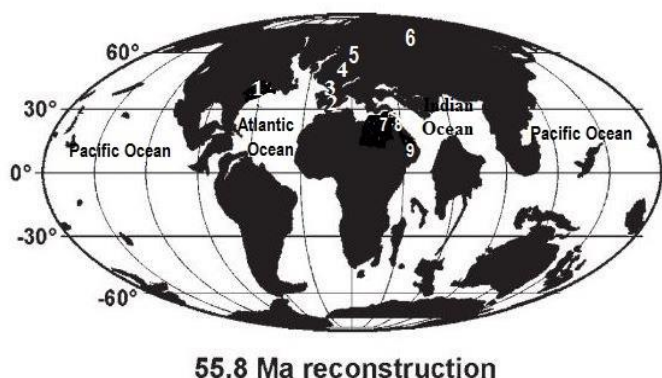 60°
5
6
4
3
1
2
30°
Indian
Ocean
7
8
Atlantic
Ocean
Pacific Ocean
Pacific Ocean
9
0°
-30°
-60°
55.8 Ma reconstruction